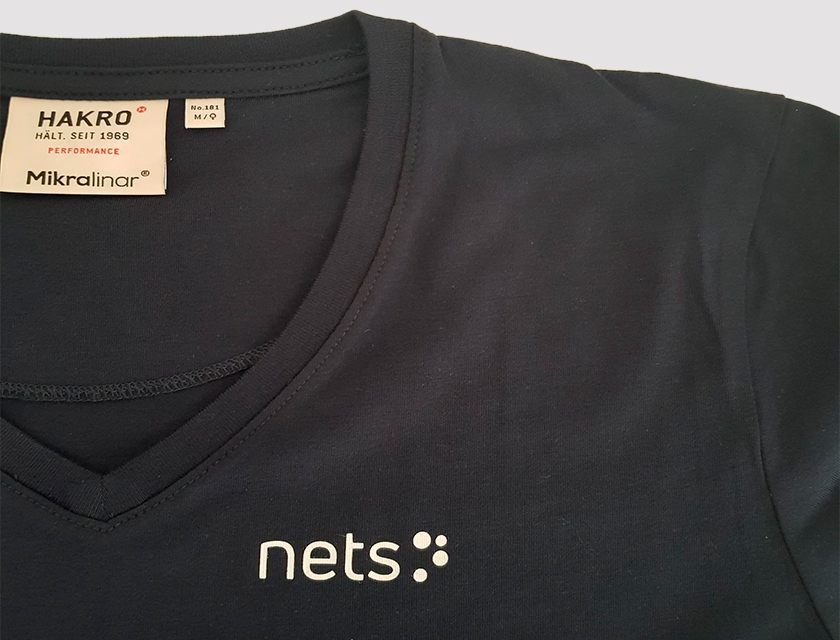 HAKRO
HÄLT. SEIT 1969
PERFORMANCE
Mikralinar®
No.181
M/♀
nets